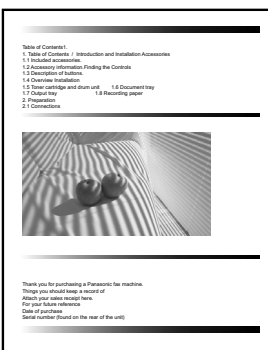 Table of Contents1.
1. Table of Contents / Introduction and Installation Accessories
1.1 Included accessories.
1.2 Accessory information.Finding the Controls
1.3 Description of buttons.
1.4 Overview Installation
1.5 Toner cartridge and drum unit 1.6 Document tray
1.7 Output tray 1.8 Recording paper
2. Preparation
2.1 Connections
Thank you for purchasing a Panasonic fax machine.
Things you should keep a record of
Attach your sales receipt here.
For your future reference
Date of purchase
Serial number (found on the rear of the unit)